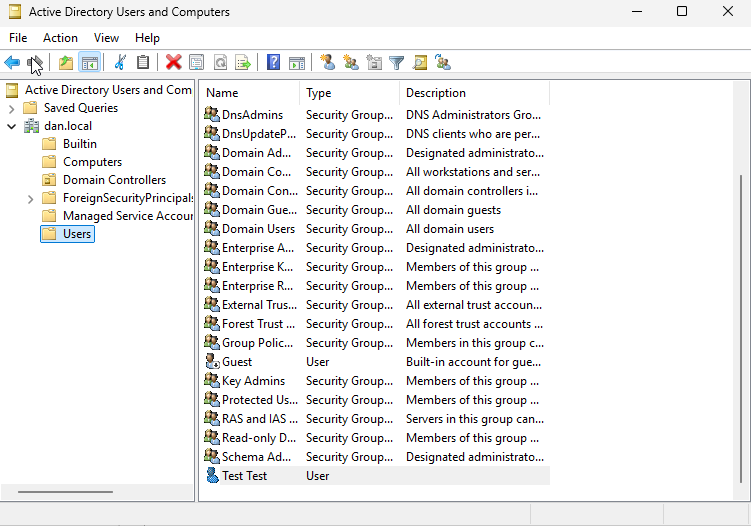 Active Directory Users and Computers
File Action View Help
Active Directory Users and Com
Saved Queries
dan.local
Builtin
Computers
Domain Controllers
ForeignSecurityPrincipals
Managed Service Accour
Users
Name Type Description
DnsAdmins Security Group... DNS Administrators Gro...
DnsUpdateP... Security Group... DNS clients who are per...
Domain Ad... Security Group... Designated administrato...
Domain Co... Security Group... All workstations and ser...
Domain Con... Security Group... All domain controllers i...
Domain Gue... Security Group... All domain guests
Domain Users Security Group... All domain users
Enterprise A... Security Group... Designated administrato...
Enterprise K... Security Group... Members of this group ...
Enterprise R... Security Group... Members of this group ...
External Trus... Security Group... All external trust accoun...
Forest Trust ... Security Group... All forest trust accounts ...
Group Polic... Security Group... Members in this group c...
Guest User Built-in account for gue...
Key Admins Security Group... Members of this group ...
Protected Us... Security Group... Members of this group ...
RAS and IAS ... Security Group... Servers in this group can...
Read-only D... Security Group... Members of this group ...
Schema Ad... Security Group... Designated administrato...
Test Test User